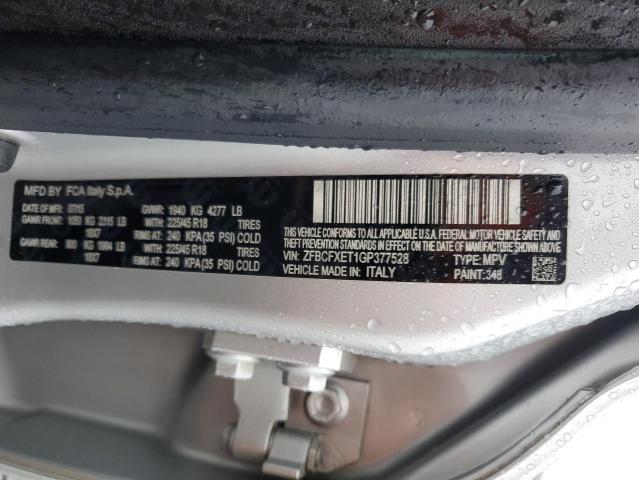 MFD BY FCA Italy S.p.A.
DATE OF MFD: 07/15 GVWR: 1940 KG 4277 LB
GAWR FRONT: 1050 KG 2315 LB WITH: 225/45 R18 TIRES
18X7 RIMS AT: 240 KPA(35 PSI) COLD
GAWR REAR: 900 KG 1984 LB WITH: 225/45 R18 TIRES
18X7 RIMS AT: 240 KPA(35 PSI) COLD
THIS VEHICLE CONFORMS TO ALL APPLICABLE U.S.A. FEDERAL MOTOR VEHICLE
SAFETY, BUMPER, AND THEFT PREVENTION STANDARDS IN EFFECT ON THE DATE OF MANUFACTURE SHOWN ABOVE
VIN: ZFBCFXET1GP377528 TYPE: MPV
VEHICLE MADE IN: ITALY PAINT: 348